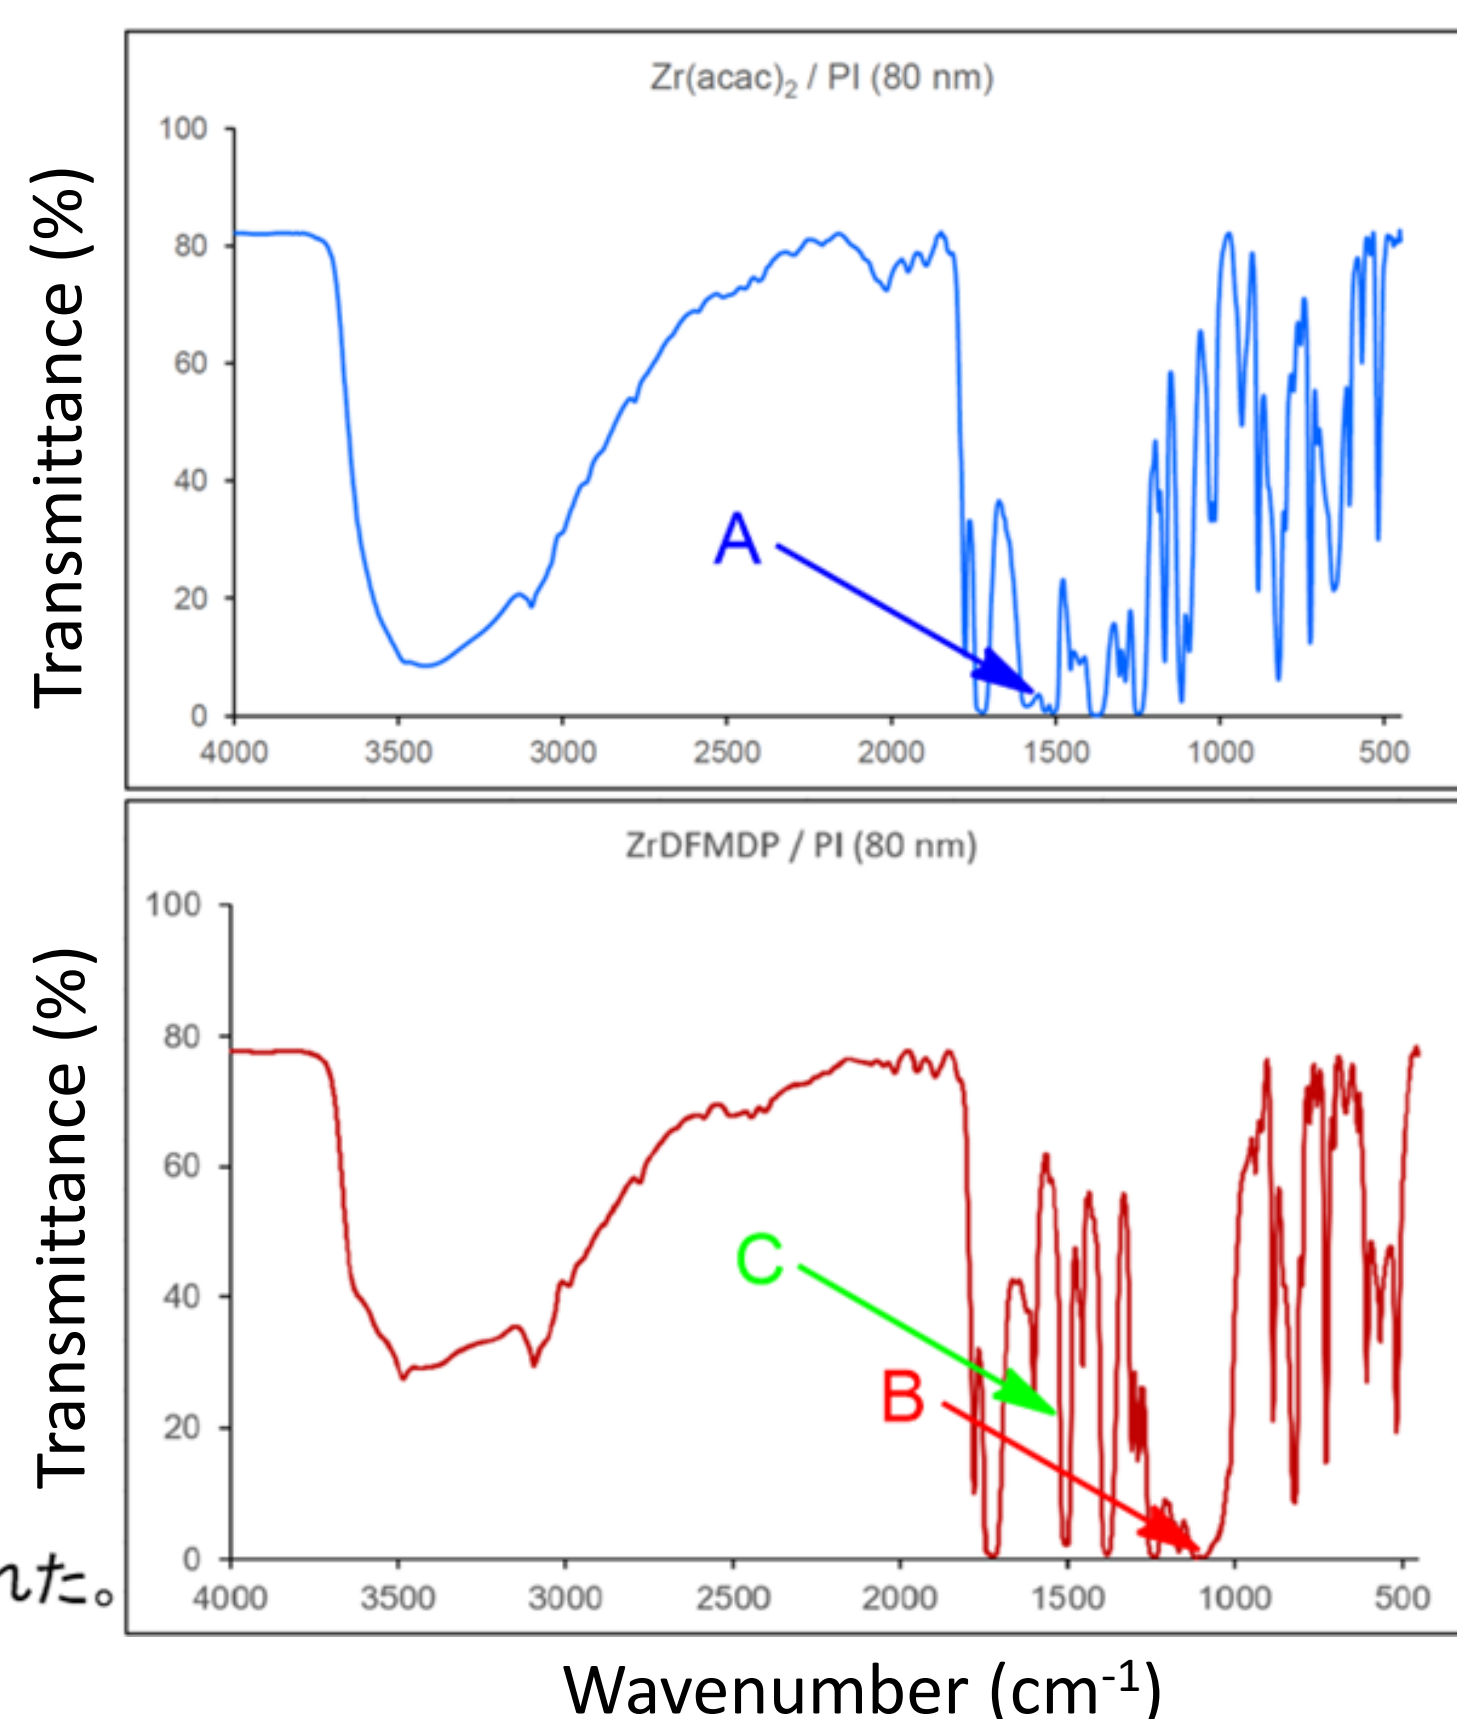 Zr(acac)₂ / PI (80 nm)
Transmittance (%)
100
80
60
40
20
0
A
4000 3500 3000 2500 2000 1500 1000 500
ZrDFMDP / PI (80 nm)
Transmittance (%)
100
80
60
40
20
0
C
B
4000 3500 3000 2500 2000 1500 1000 500
れた。
Wavenumber (cm⁻¹)